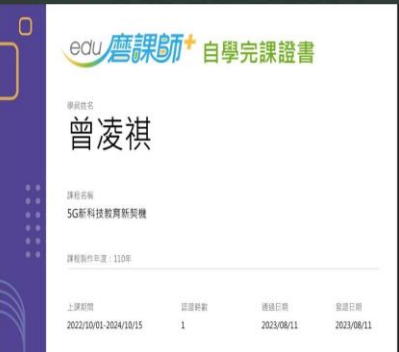 edu磨課師+ 自學完課證書
學員姓名
曾凌祺
課程名稱
5G新科技教育新契機
課程製作年度：110年
上課期間 認證時數 通過日期 發證日期
2022/10/01-2024/10/15 1 2023/08/11 2023/08/11